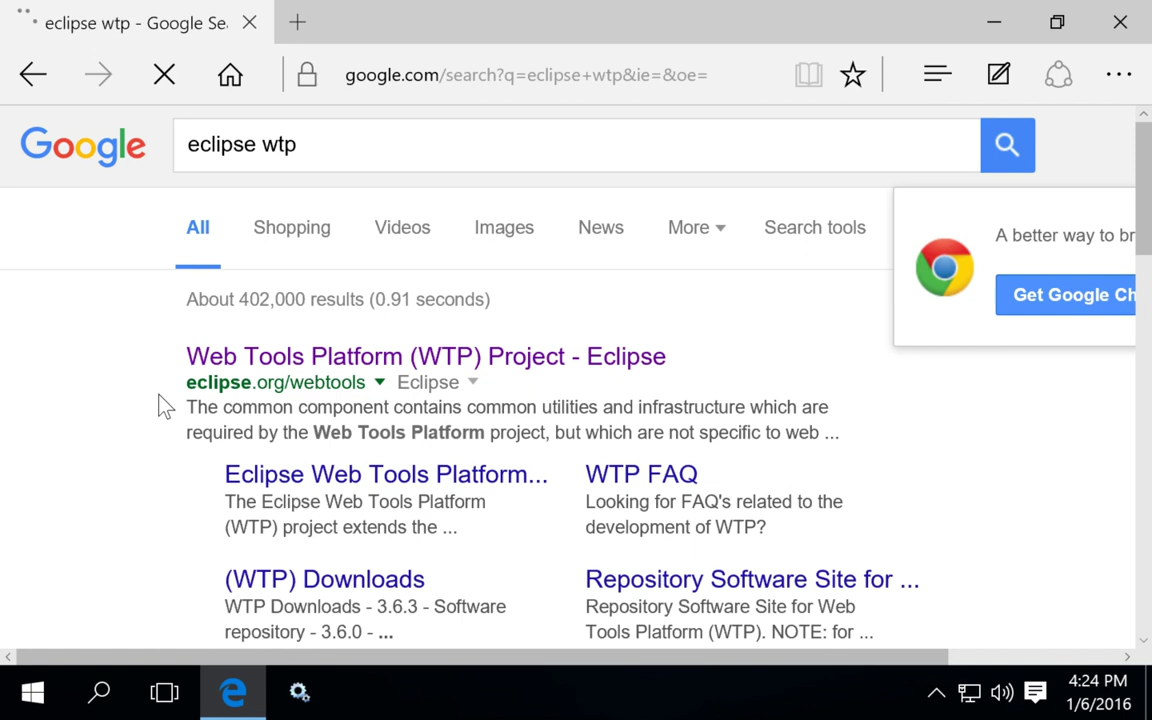 eclipse wtp - Google Se
google.com/search?q=eclipse+wtp&ie=&oe=
Google
eclipse wtp
All Shopping Videos Images News More Search tools
A better way to br
Get Google Ch
About 402,000 results (0.91 seconds)
Web Tools Platform (WTP) Project - Eclipse
eclipse.org/webtools Eclipse
The common component contains common utilities and infrastructure which are
required by the Web Tools Platform project, but which are not specific to web ...
Eclipse Web Tools Platform...
The Eclipse Web Tools Platform
(WTP) project extends the ...
WTP FAQ
Looking for FAQ's related to the
development of WTP?
(WTP) Downloads
WTP Downloads - 3.6.3 - Software
repository - 3.6.0 - ...
Repository Software Site for ...
Repository Software Site for Web
Tools Platform (WTP). NOTE: for ...
4:24 PM
1/6/2016